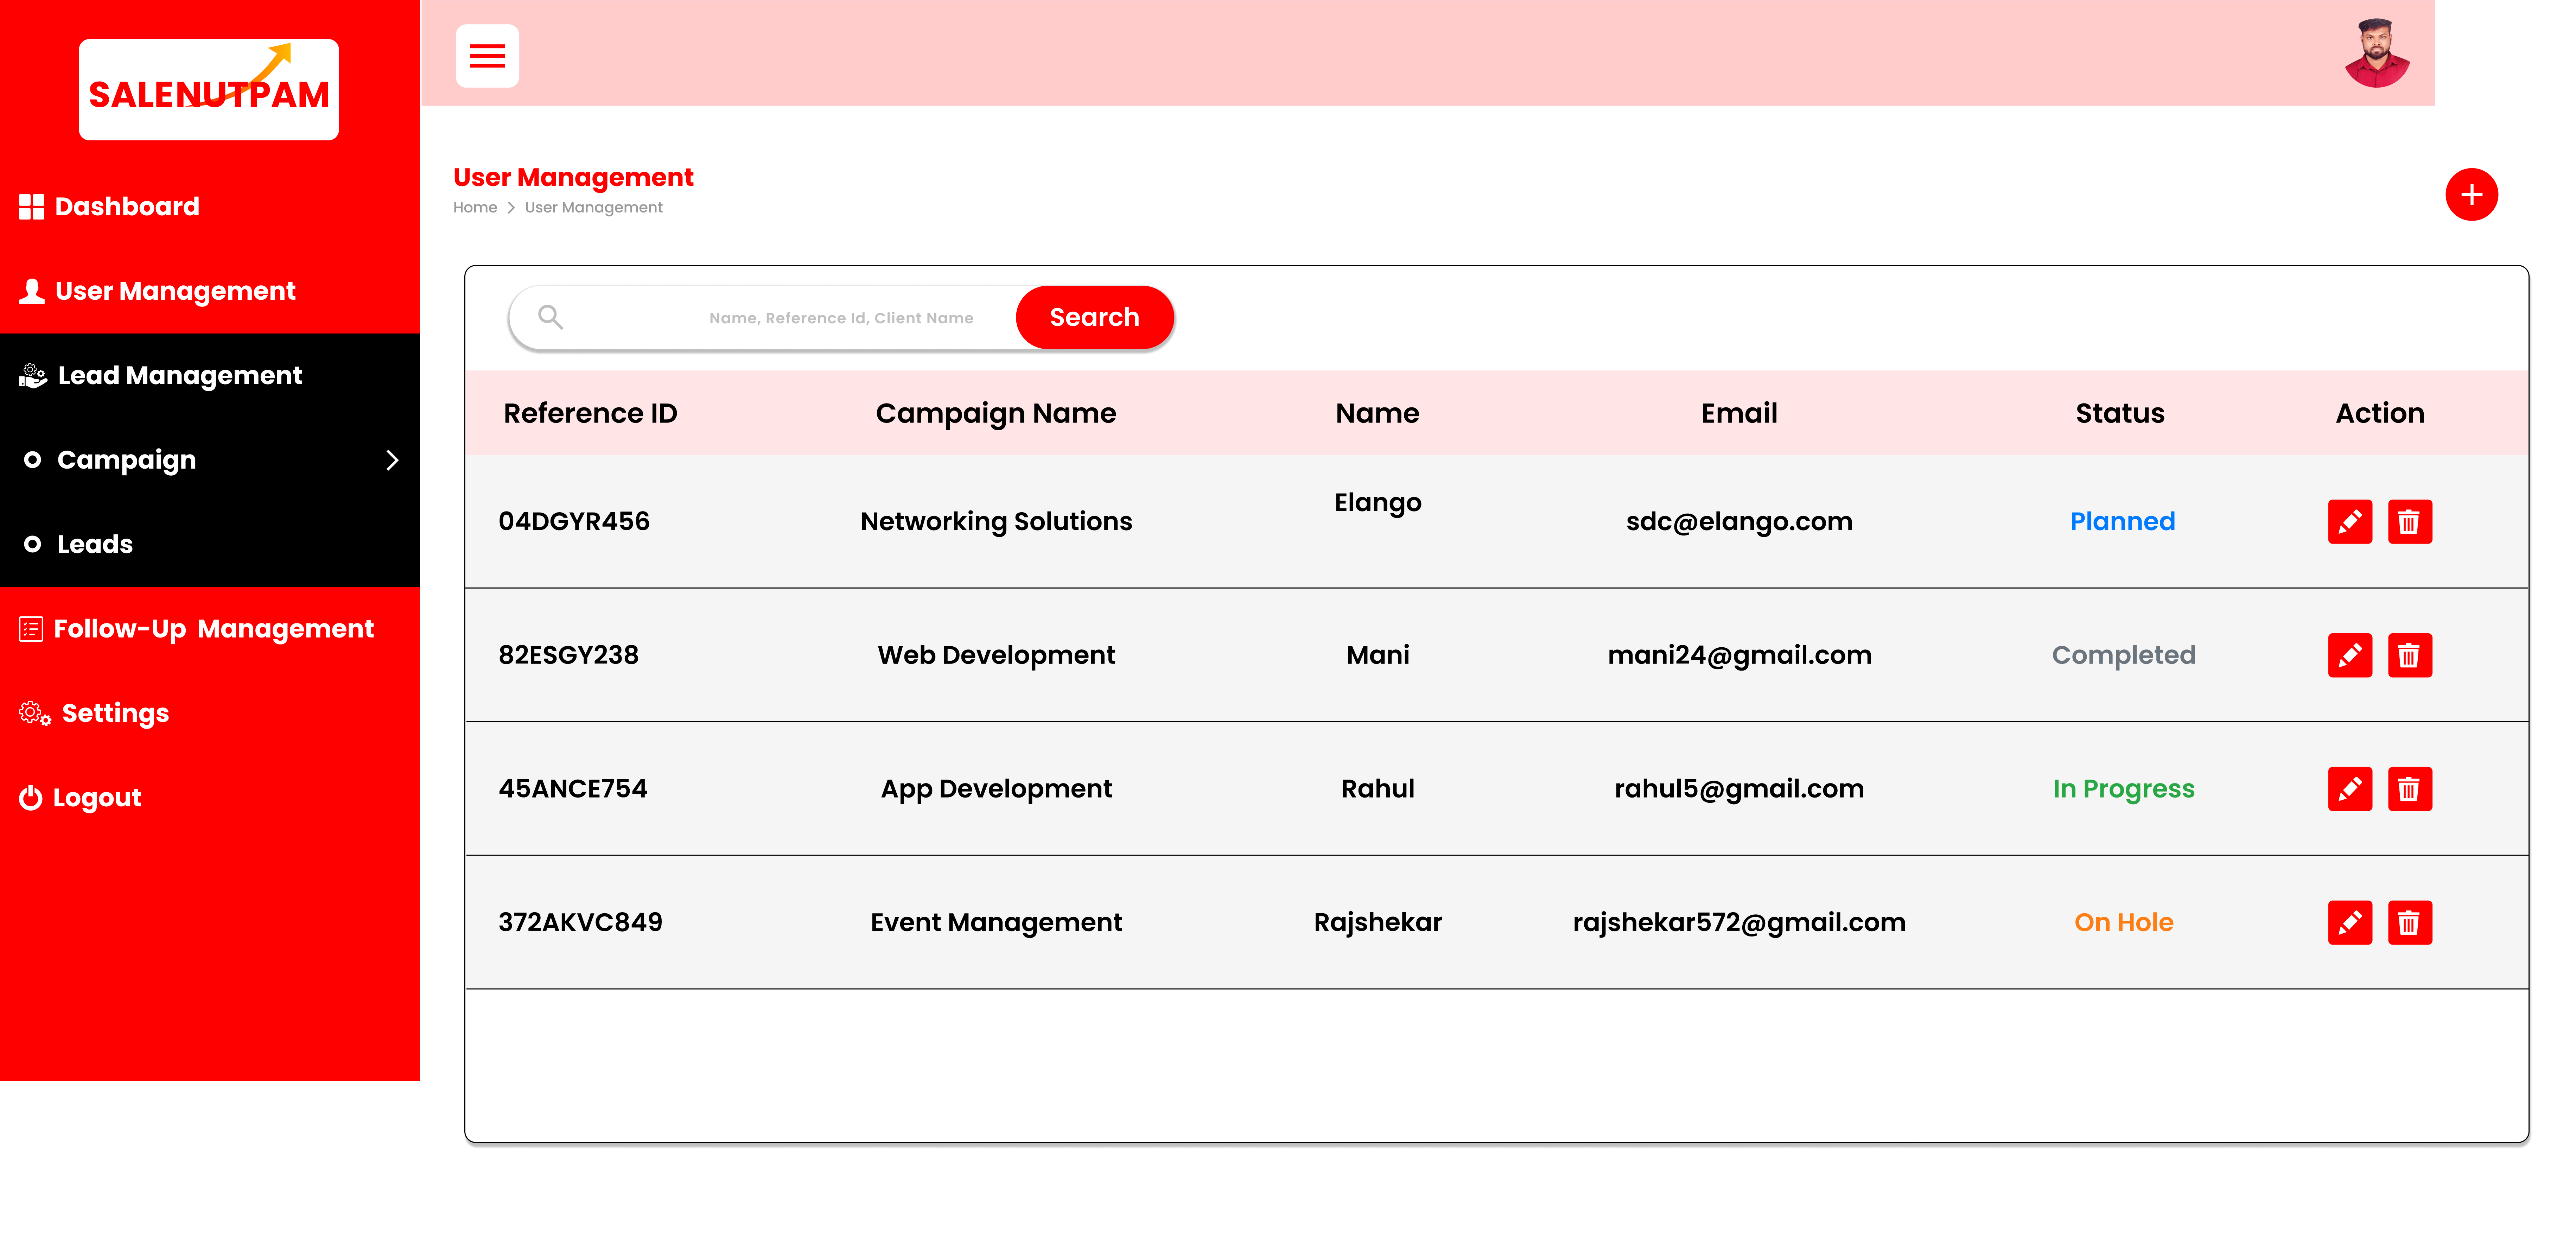 SALENUTPAM
Dashboard
User Management
Lead Management
Campaign
Leads
Follow-Up Management
Settings
Logout
User Management
Home > User Management
Name, Reference Id, Client Name Search
Reference ID Campaign Name Name Email Status Action
04DGYR456 Networking Solutions Elango sdc@elango.com Planned
82ESGY238 Web Development Mani mani24@gmail.com Completed
45ANCE754 App Development Rahul rahul5@gmail.com In Progress
372AKVC849 Event Management Rajshekar rajshekar572@gmail.com On Hole